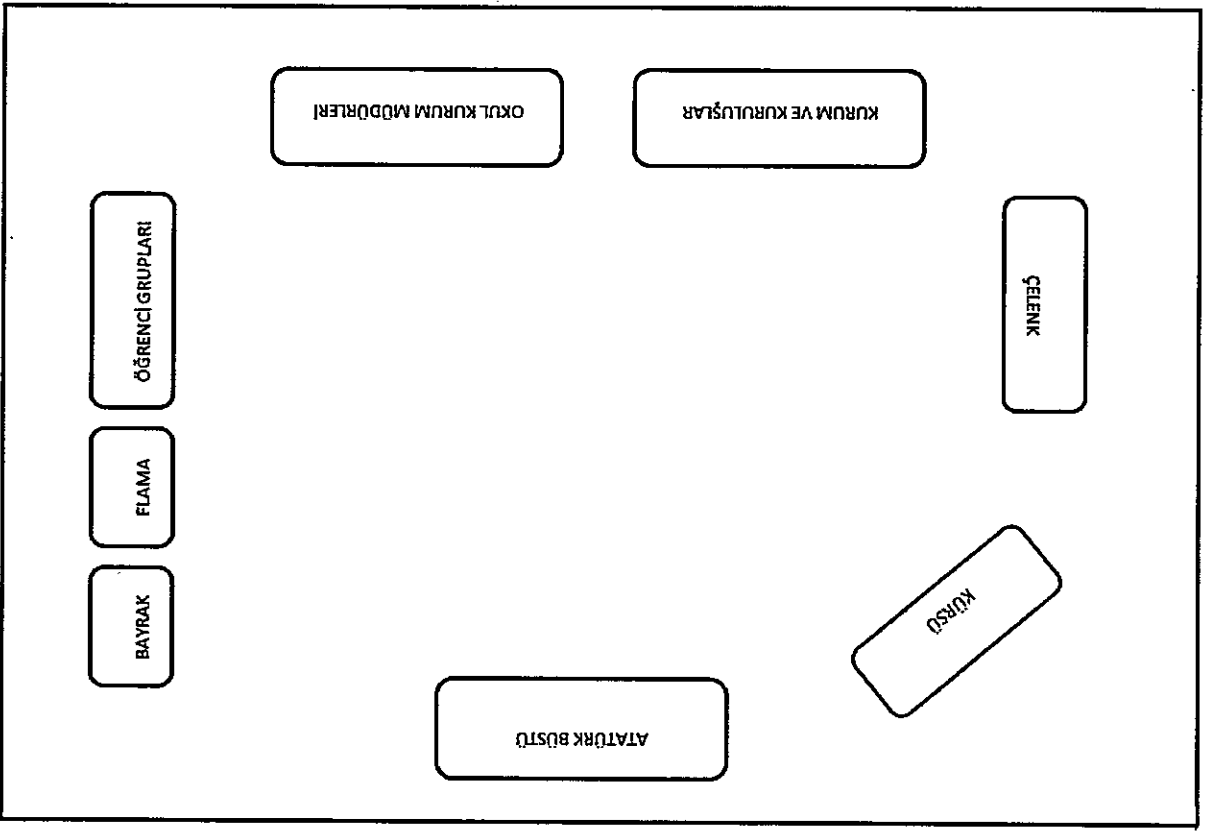 OKUL KURUM MÜDÜRLERİ
KURUM VE KURULUŞLAR
ÖĞRENCİ GRUPLARI
ÇELENK
FLAMA
BAYRAK
KÜRSÜ
ATATÜRK BÜSTÜ